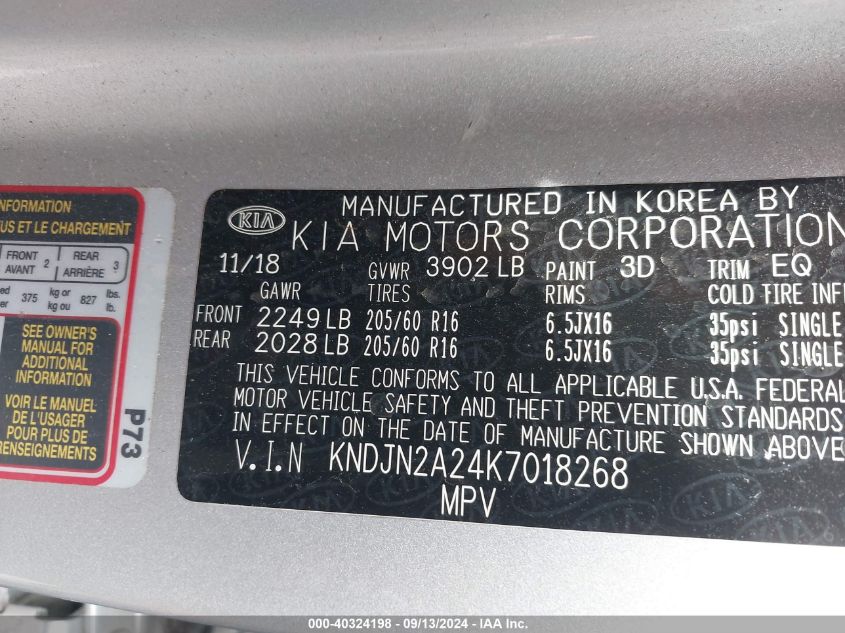 INFORMATION
US ET LE CHARGEMENT
FRONT AVANT 2 REAR ARRIÈRE 3
375 kg or kg ou 827 lbs. lb.
SEE OWNER'S
MANUAL FOR
ADDITIONAL
INFORMATION
VOIR LE MANUEL
DE L'USAGER
POUR PLUS DE
RENSEIGNEMENTS
P73
MANUFACTURED IN KOREA BY
KIA KIA MOTORS CORPORATION
11/18 GVWR 3902 LB PAINT 3D TRIM EQ
GAWR TIRES RIMS COLD TIRE INF
FRONT 2249 LB 205/60 R16 6.5JX16 35psi SINGLE
REAR 2028 LB 205/60 R16 6.5JX16 35psi SINGLE
THIS VEHICLE CONFORMS TO ALL APPLICABLE U.S.A. FEDERAL
MOTOR VEHICLE SAFETY AND THEFT PREVENTION STANDARDS
IN EFFECT ON THE DATE OF MANUFACTURE SHOWN ABOVE
V.I.N KNDJN2A24K7018268
MPV
000-40324198 - 09/13/2024 - IAA Inc.